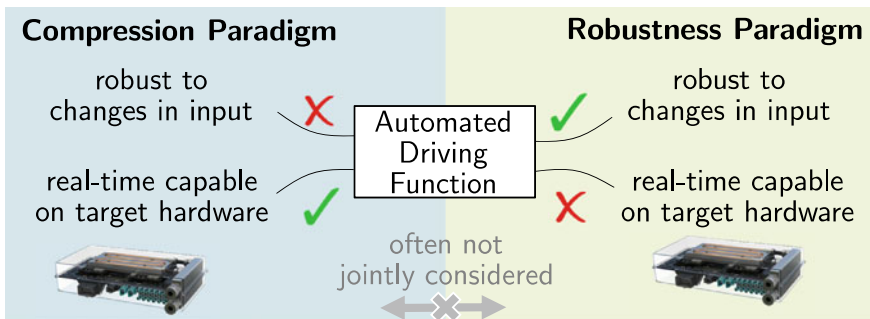 Compression Paradigm
robust to
changes in input
real-time capable
on target hardware
Automated
Driving
Function
often not
jointly considered
Robustness Paradigm
robust to
changes in input
real-time capable
on target hardware